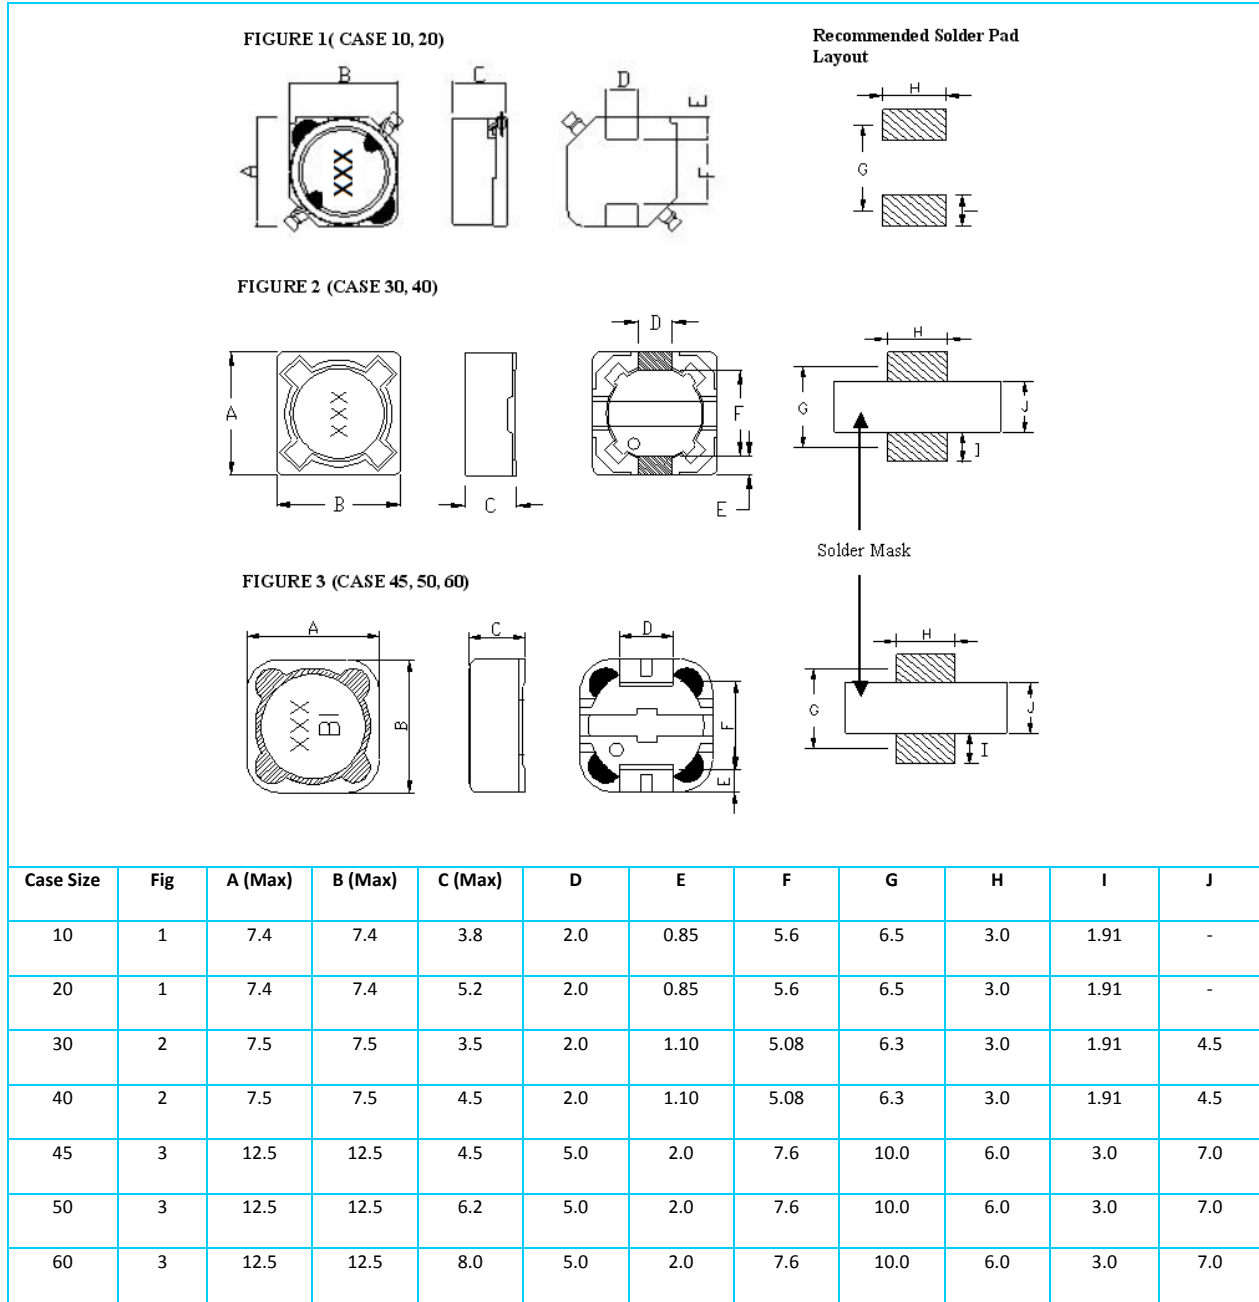 FIGURE 1( CASE 10, 20)
Recommended Solder Pad
Layout
B
C
D
E
H
A
XXX
F
G
I
FIGURE 2 (CASE 30, 40)
D
H
A
XXX
F
G
J
I
B
C
E
Solder Mask
FIGURE 3 (CASE 45, 50, 60)
A
C
D
H
XXX
BI
B
F
G
J
E
I
Case Size Fig A (Max) B (Max) C (Max) D E F G H I J
10 1 7.4 7.4 3.8 2.0 0.85 5.6 6.5 3.0 1.91 -
20 1 7.4 7.4 5.2 2.0 0.85 5.6 6.5 3.0 1.91 -
30 2 7.5 7.5 3.5 2.0 1.10 5.08 6.3 3.0 1.91 4.5
40 2 7.5 7.5 4.5 2.0 1.10 5.08 6.3 3.0 1.91 4.5
45 3 12.5 12.5 4.5 5.0 2.0 7.6 10.0 6.0 3.0 7.0
50 3 12.5 12.5 6.2 5.0 2.0 7.6 10.0 6.0 3.0 7.0
60 3 12.5 12.5 8.0 5.0 2.0 7.6 10.0 6.0 3.0 7.0